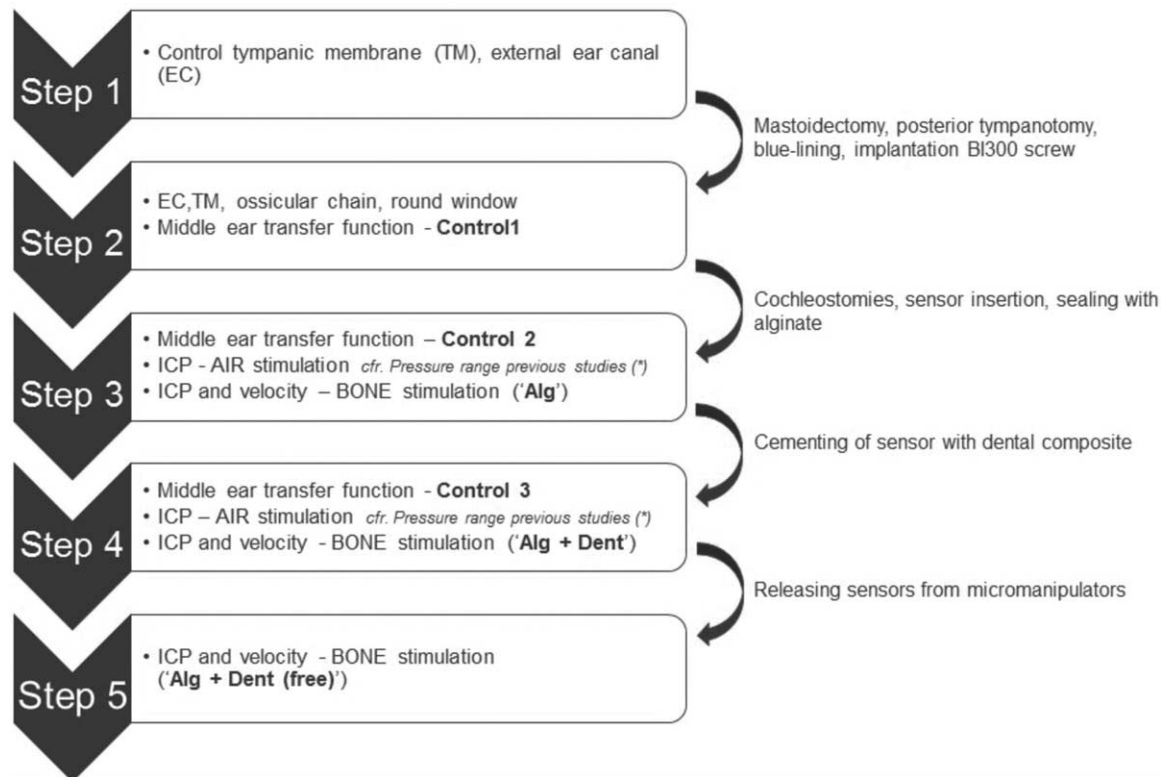 Step 1
• Control tympanic membrane (TM), external ear canal
(EC)
Mastoidectomy, posterior tympanotomy,
blue-lining, implantation BI300 screw
Step 2
• EC,TM, ossicular chain, round window
• Middle ear transfer function - Control1
Cochleostomies, sensor insertion, sealing with
alginate
Step 3
• Middle ear transfer function – Control 2
• ICP - AIR stimulation cfr. Pressure range previous studies (*)
• ICP and velocity – BONE stimulation (‘Alg’)
Cementing of sensor with dental composite
Step 4
• Middle ear transfer function - Control 3
• ICP – AIR stimulation cfr. Pressure range previous studies (*)
• ICP and velocity - BONE stimulation (‘Alg + Dent’)
Releasing sensors from micromanipulators
Step 5
• ICP and velocity - BONE stimulation
(‘Alg + Dent (free)’)